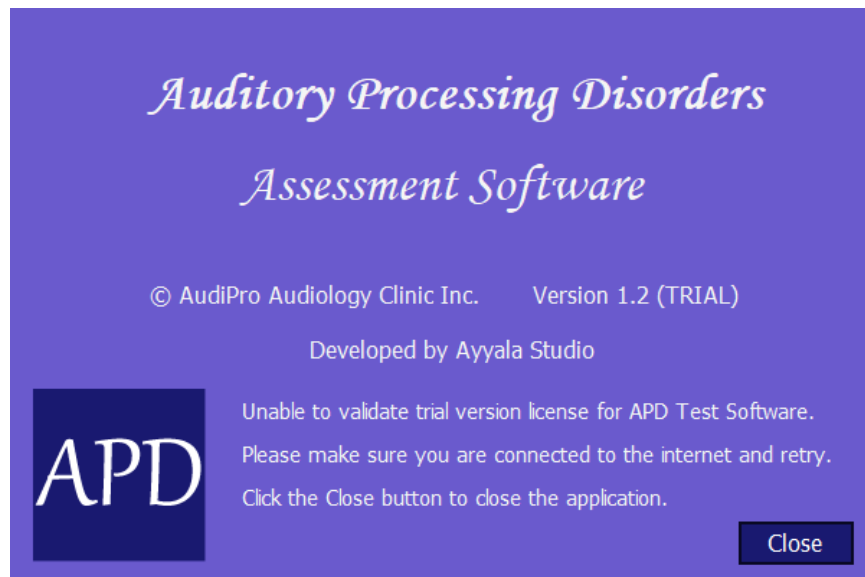 Auditory Processing Disorders
Assessment Software
© AudiPro Audiology Clinic Inc. Version 1.2 (TRIAL)
Developed by Ayyala Studio
APD
Unable to validate trial version license for APD Test Software.
Please make sure you are connected to the internet and retry.
Click the Close button to close the application.
Close